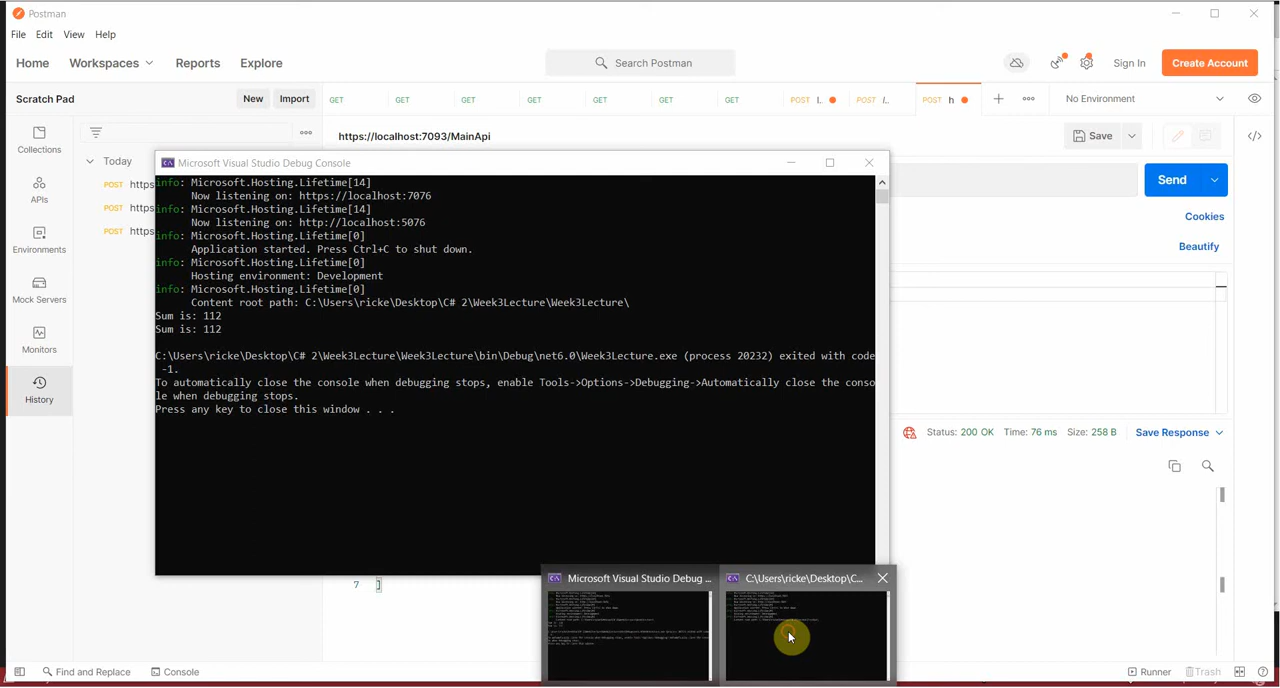 Postman
File Edit View Help
Home Workspaces Reports Explore
Search Postman
Sign In Create Account
Scratch Pad
New Import
GET GET GET GET GET GET GET POST l.. POST /.. POST h
No Environment
https://localhost:7093/MainApi
Save
Collections
APIs
Environments
Mock Servers
Monitors
History
Today
POST https
POST https
POST https
Send
Cookies
Beautify
Microsoft Visual Studio Debug Console
info: Microsoft.Hosting.Lifetime[14]
Now listening on: https://localhost:7076
info: Microsoft.Hosting.Lifetime[14]
Now listening on: http://localhost:5076
info: Microsoft.Hosting.Lifetime[0]
Application started. Press Ctrl+C to shut down.
info: Microsoft.Hosting.Lifetime[0]
Hosting environment: Development
info: Microsoft.Hosting.Lifetime[0]
Content root path: C:\Users\ricke\Desktop\C# 2\Week3Lecture\Week3Lecture\
Sum is: 112
Sum is: 112
C:\Users\ricke\Desktop\C# 2\Week3Lecture\Week3Lecture\bin\Debug\net6.0\Week3Lecture.exe (process 20232) exited with code
-1.
To automatically close the console when debugging stops, enable Tools->Options->Debugging->Automatically close the conso
le when debugging stops.
Press any key to close this window . . .
Status: 200 OK Time: 76 ms Size: 258 B Save Response
7 ]
Microsoft Visual Studio Debug ...
C:\Users\ricke\Desktop\C...
Find and Replace Console
Runner Trash